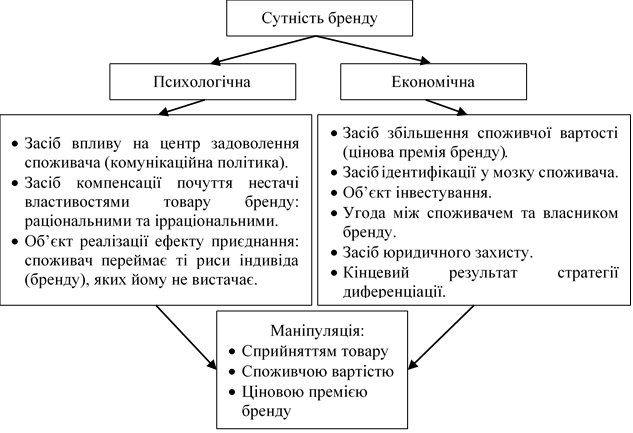 Сутність бренду
Психологічна
Економічна
• Засіб впливу на центр задоволення
споживача (комунікаційна політика).
• Засіб компенсації почуття нестачі
властивостями товару бренду:
раціональними та ірраціональними.
• Об’єкт реалізації ефекту приєднання:
споживач переймає ті риси індивіда
(бренду), яких йому не вистачає.
• Засіб збільшення споживчої вартості
(цінова премія бренду).
• Засіб ідентифікації у мозку споживача.
• Об’єкт інвестування.
• Угода між споживачем та власником
бренду.
• Засіб юридичного захисту.
• Кінцевий результат стратегії
диференціації.
Маніпуляція:
• Сприйняттям товару
• Споживчою вартістю
• Ціновою премією
бренду